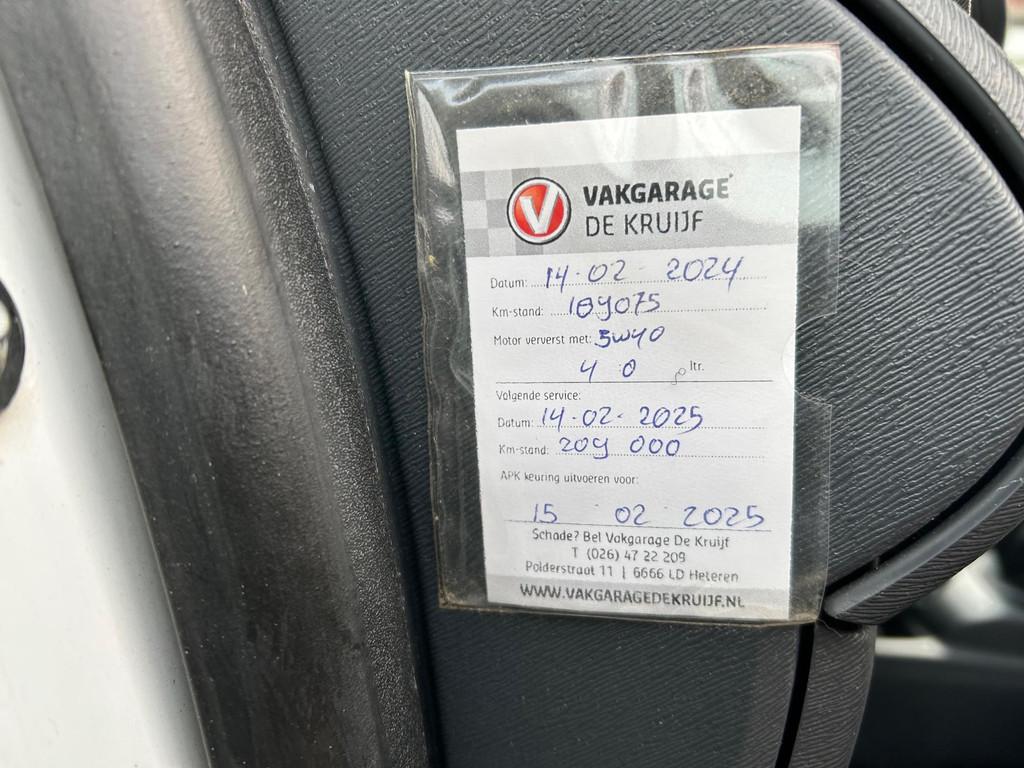 V VAKGARAGE
DE KRUIJF
Datum: 14-02-2024
Km-stand: 189075
Motor ververst met: 5W40
4 0 ltr.
Volgende service:
Datum: 14-02-2025
Km-stand: 209 000
APK keuring uitvoeren voor:
15 02 2025
Schade? Bel Vakgarage De Kruijf
T (026) 47 22 209
Polderstraat 11 | 6666 LD Heteren
WWW.VAKGARAGEDEKRUIJF.NL